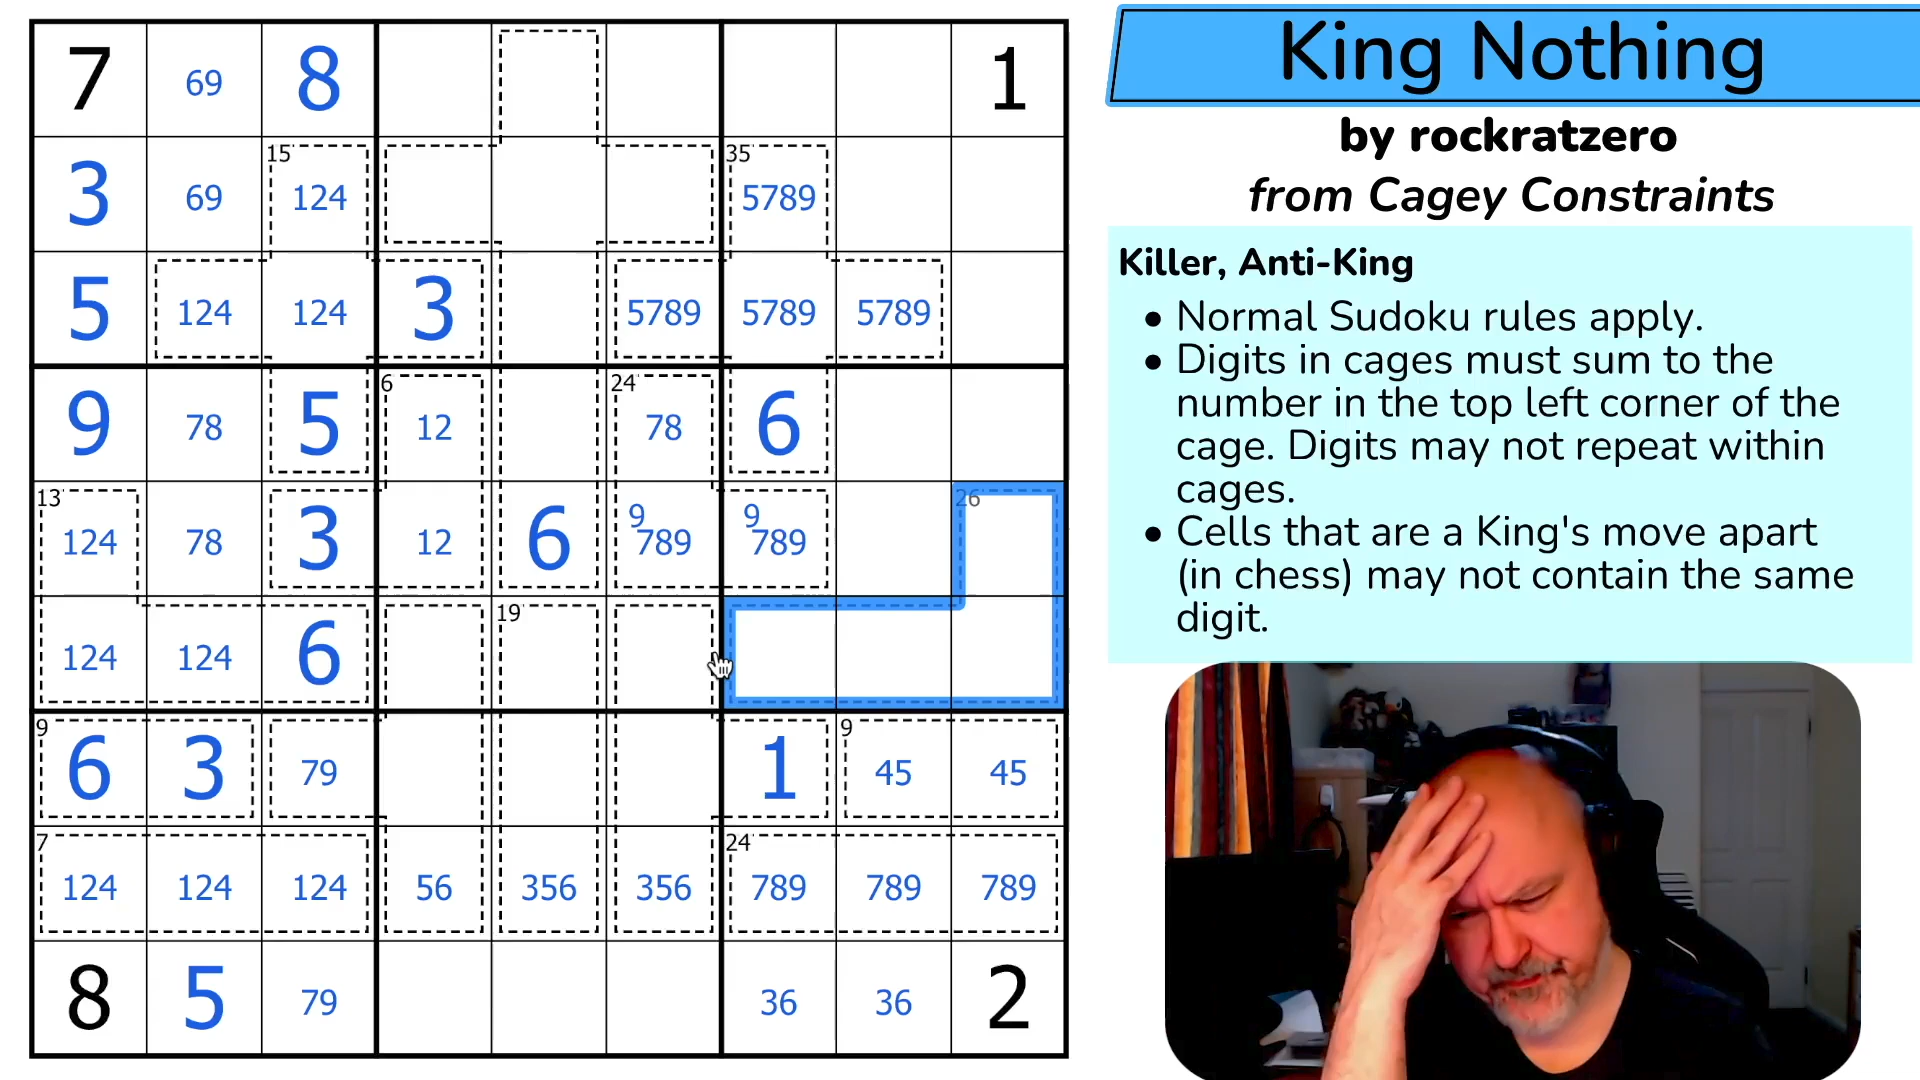 King Nothing
by rockratzero
from Cagey Constraints
Killer, Anti-King
• Normal Sudoku rules apply.
• Digits in cages must sum to the
number in the top left corner of the
cage. Digits may not repeat within
cages.
• Cells that are a King's move apart
(in chess) may not contain the same
digit.
7 69 8 1
3 69 15 124 35 5789
5 124 124 3 5789 5789 5789
9 78 5 6 12 24 78 6
13 124 78 3 12 6 9 789 9 789 26
124 124 6 19
9 6 3 79 1 9 45 45
7 124 124 124 56 356 356 24 789 789 789
8 5 79 36 36 2